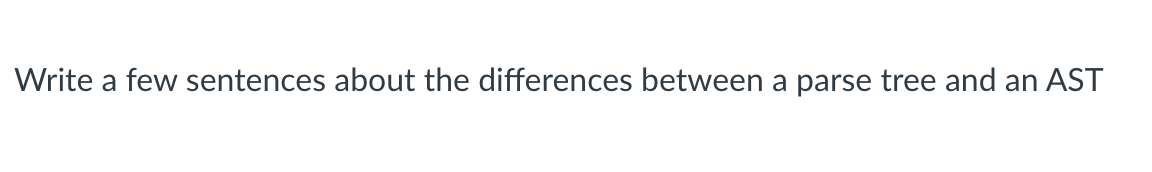 Write a few sentences about the differences between a parse tree and an AST